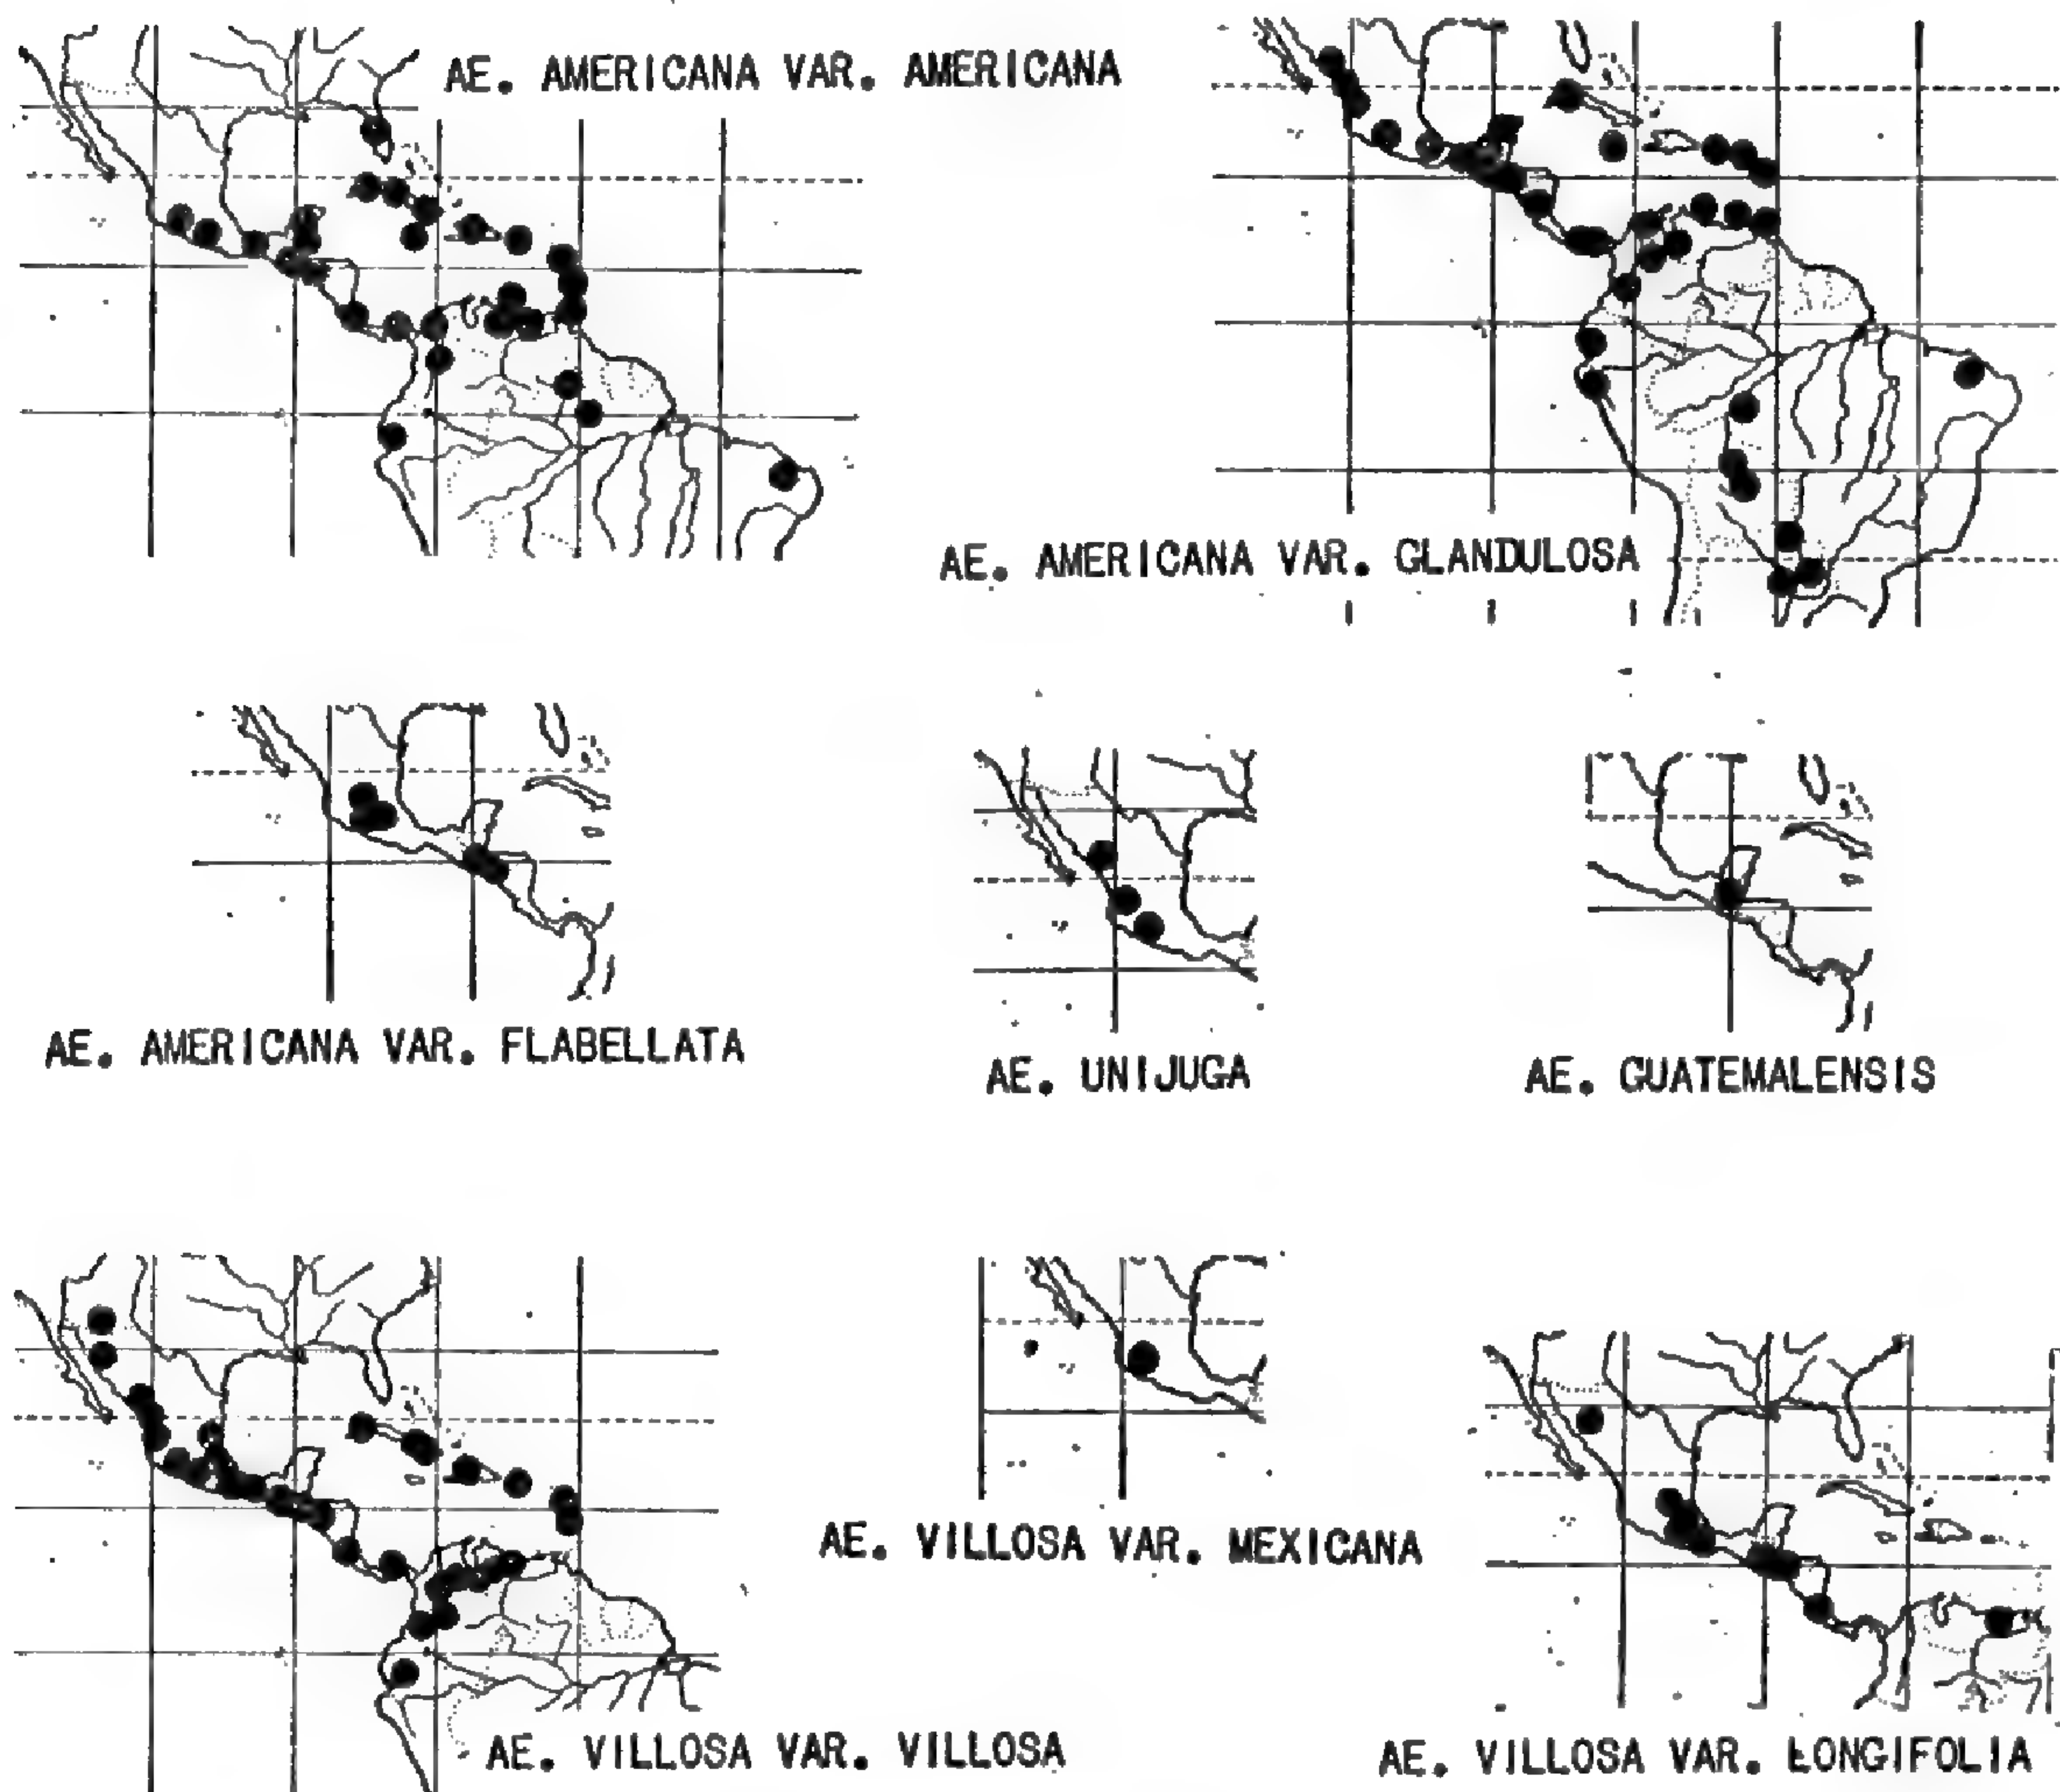 AE. AMERICANA VAR. AMERICANA
AE. AMERICANA VAR. GLANDULOSA
AE. AMERICANA VAR. FLABELLATA
AE. UNIJUGA
AE. GUATEMALENSIS
AE. VILLOSA VAR. MEXICANA
AE. VILLOSA VAR. VILLOSA
AE. VILLOSA VAR. LONGIFOLIA